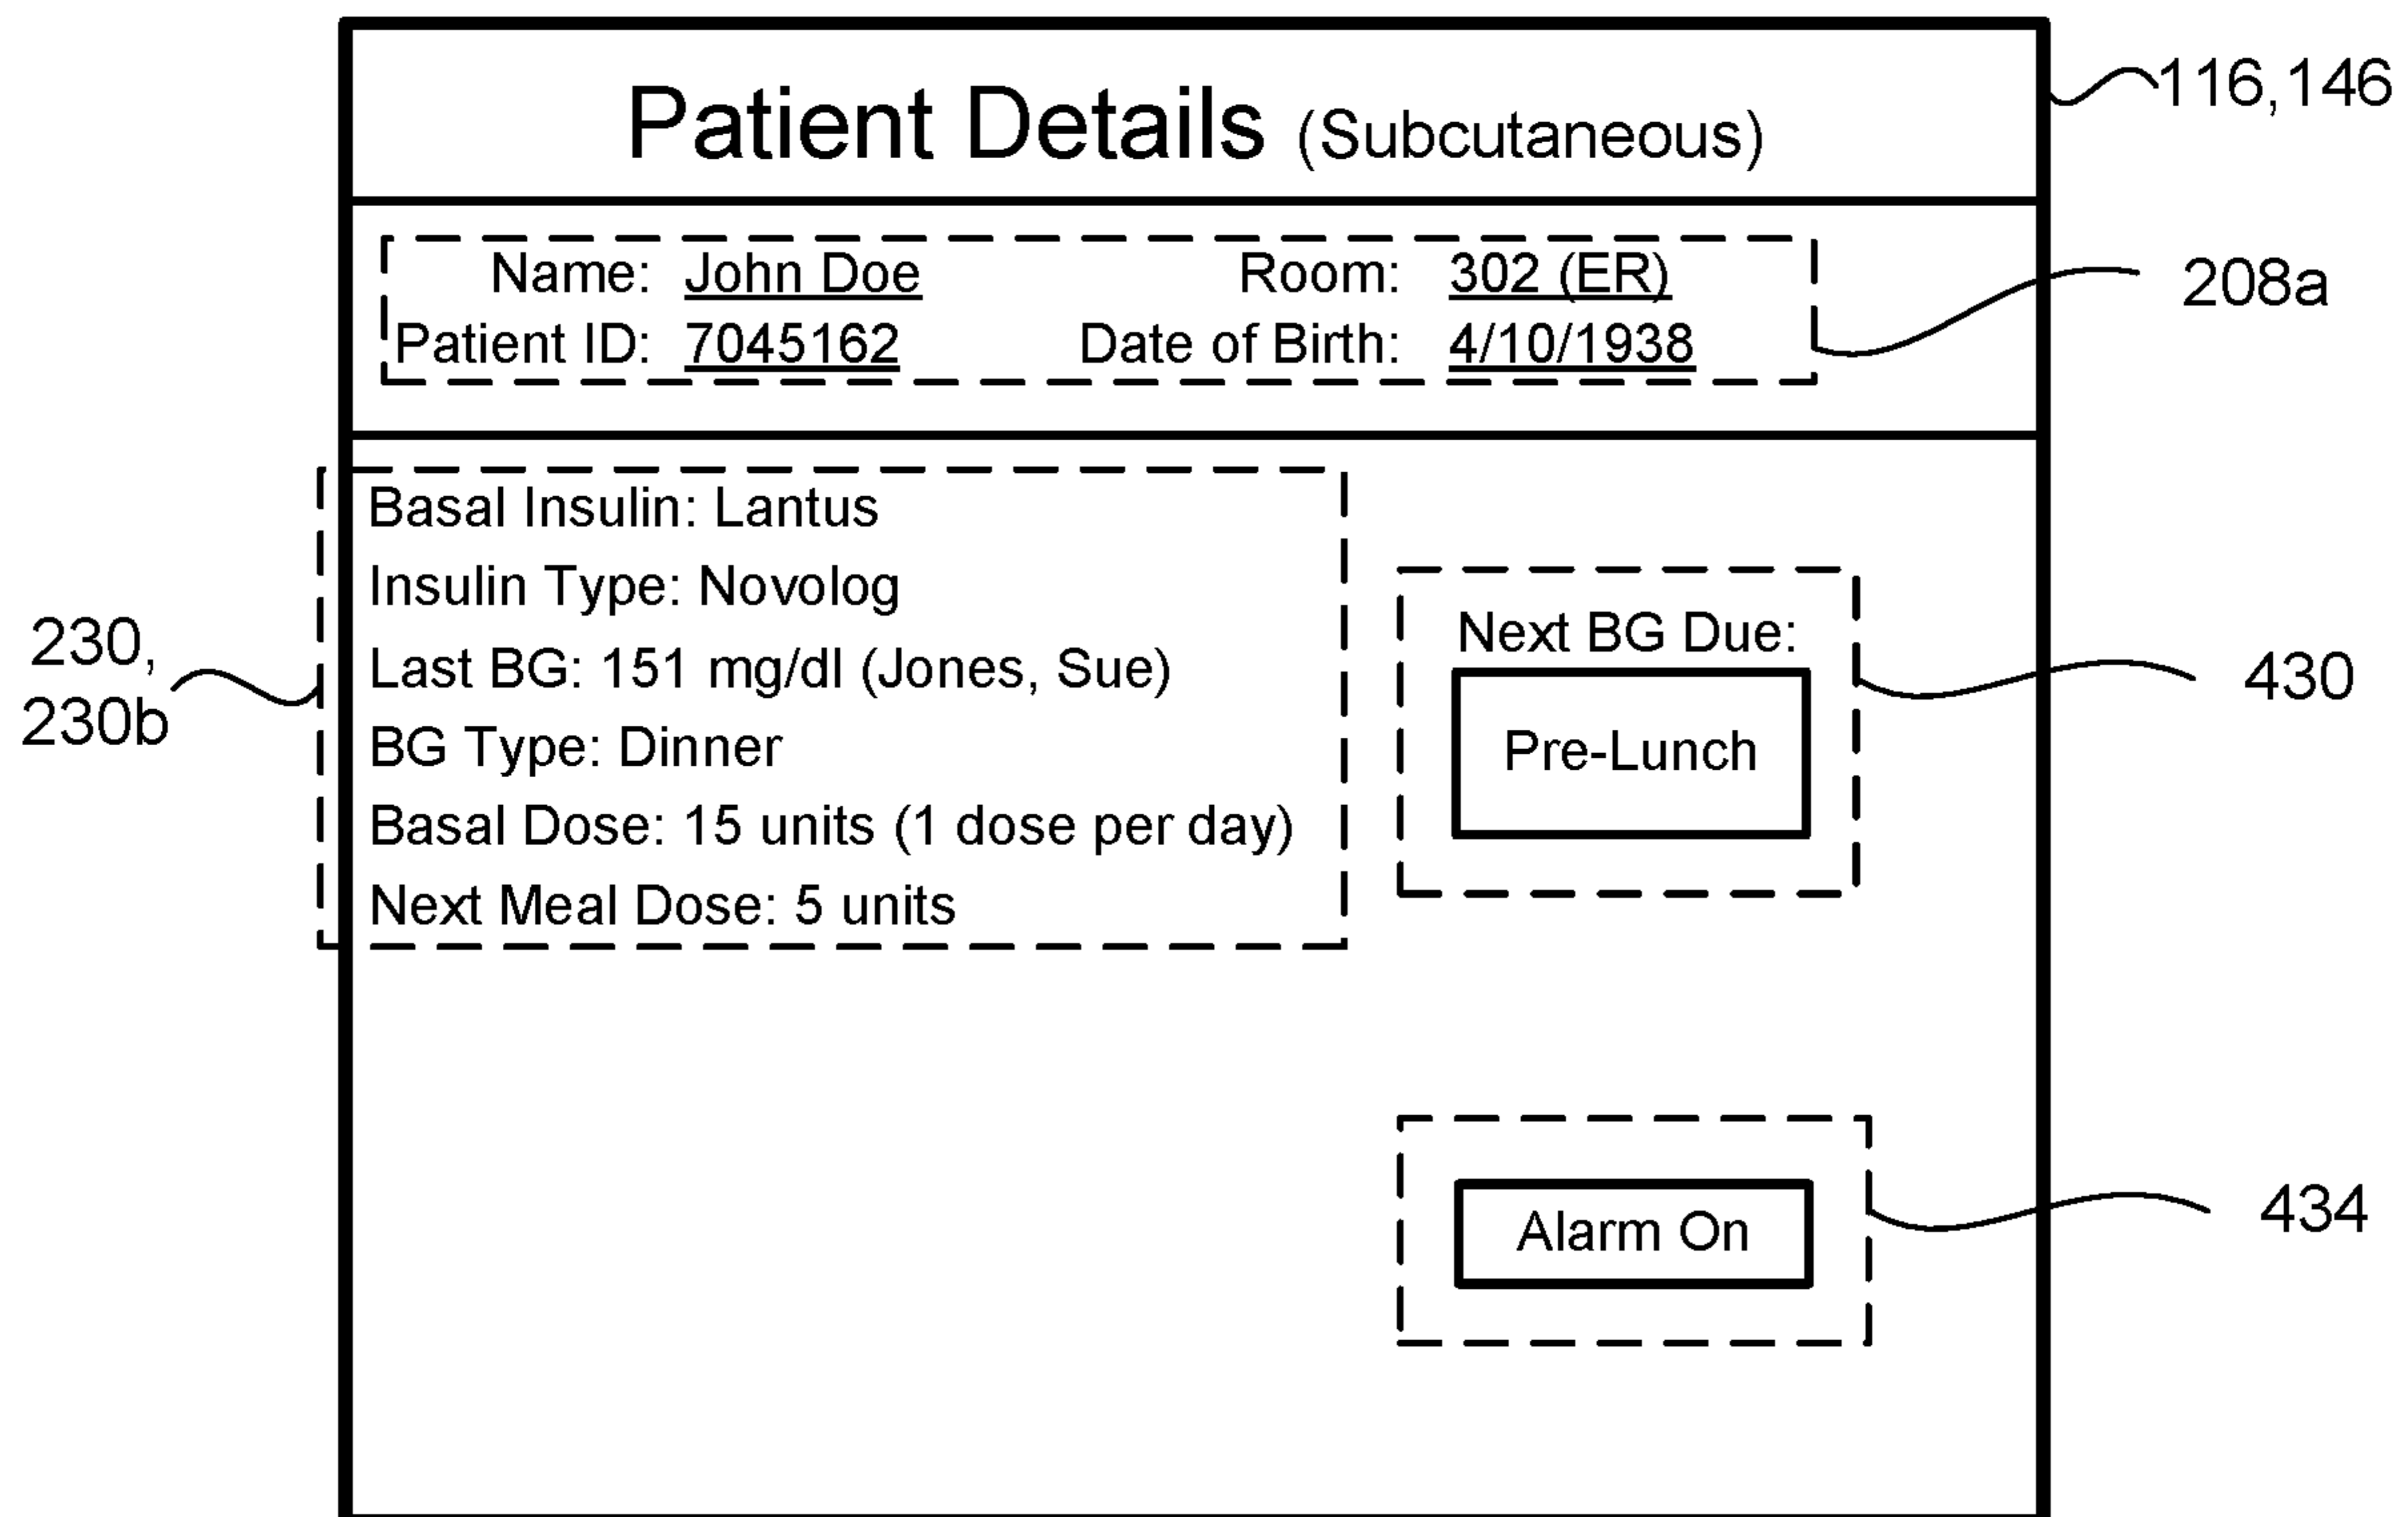 Patient Details (Subcutaneous)
116,146
Name: John Doe Room: 302 (ER)
Patient ID: 7045162 Date of Birth: 4/10/1938
208a
Basal Insulin: Lantus
Insulin Type: Novolog
Last BG: 151 mg/dl (Jones, Sue)
BG Type: Dinner
Basal Dose: 15 units (1 dose per day)
Next Meal Dose: 5 units
230,
230b
Next BG Due:
Pre-Lunch
430
Alarm On
434